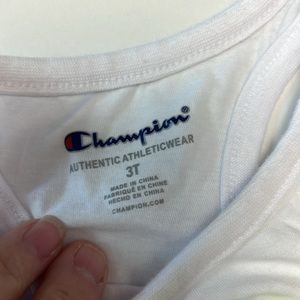 Champion®
AUTHENTIC ATHLETICWEAR
3T
MADE IN CHINA
FABRIQUÉ EN CHINE
HECHO EN CHINA
CHAMPION.COM